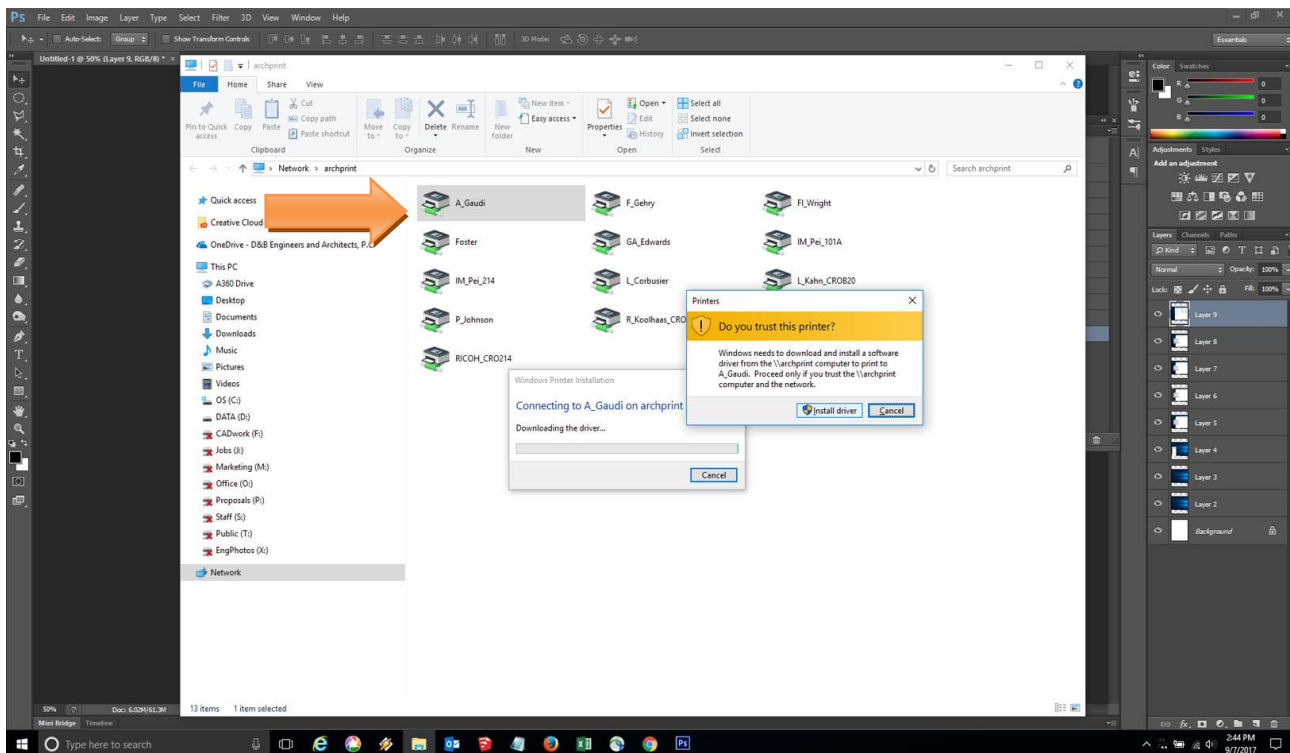 Ps File Edit Image Layer Type Select Filter 3D View Window Help
Auto-Select: Group Show Transform Controls 3D Mode: Essentials
Untitled-1 @ 50% (Layer 9, RGB/8) * ×
archprint
File Home Share View
Pin to Quick access
Copy
Paste
Cut
Copy path
Paste shortcut
Clipboard
Move to
Copy to
Delete
Rename
Organize
New folder
New item
Easy access
New
Properties
Open
Edit
History
Open
Select all
Select none
Invert selection
Select
Network > archprint
Search archprint
Quick access
Creative Cloud
OneDrive - D&B Engineers and Architects, P.C.
This PC
A360 Drive
Desktop
Documents
Downloads
Music
Pictures
Videos
OS (C:)
DATA (D:)
CADwork (F:)
Jobs (J:)
Marketing (M:)
Office (O:)
Proposals (P:)
Staff (S:)
Public (T:)
EngPhotos (X:)
Network
A_Gaudi F_Gehry Fl_Wright
Foster GA_Edwards IM_Pei_101A
IM_Pei_214 L_Corbusier L_Kahn_CROB20
P_Johnson R_Koolhaas_CRO
RICOH_CRO214
Windows Printer Installation
Connecting to A_Gaudi on archprint
Downloading the driver...
Cancel
Printers
Do you trust this printer?
Windows needs to download and install a software
driver from the \\archprint computer to print to
A_Gaudi. Proceed only if you trust the \\archprint
computer and the network.
Install driver Cancel
13 items 1 item selected
Color Swatches
R 0
G 0
B 0
Adjustments Styles
Add an adjustment
Layers Channels Paths
Kind
Normal Opacity: 100%
Lock: Fill: 100%
Layer 9
Layer 8
Layer 7
Layer 6
Layer 5
Layer 4
Layer 3
Layer 2
Background
50% Doc: 6.02M/61.3M
Mini Bridge Timeline
Type here to search
2:44 PM
9/7/2017